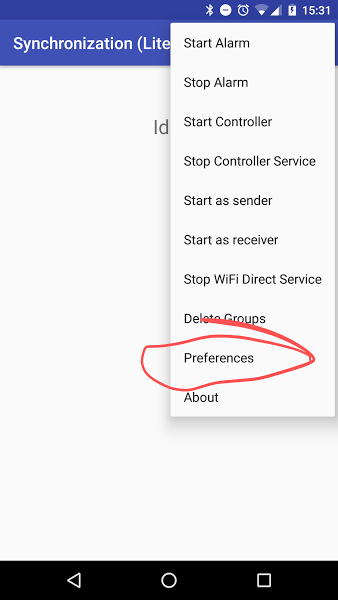 15:31
Synchronization (Lite
Id
Start Alarm
Stop Alarm
Start Controller
Stop Controller Service
Start as sender
Start as receiver
Stop WiFi Direct Service
Delete Groups
Preferences
About